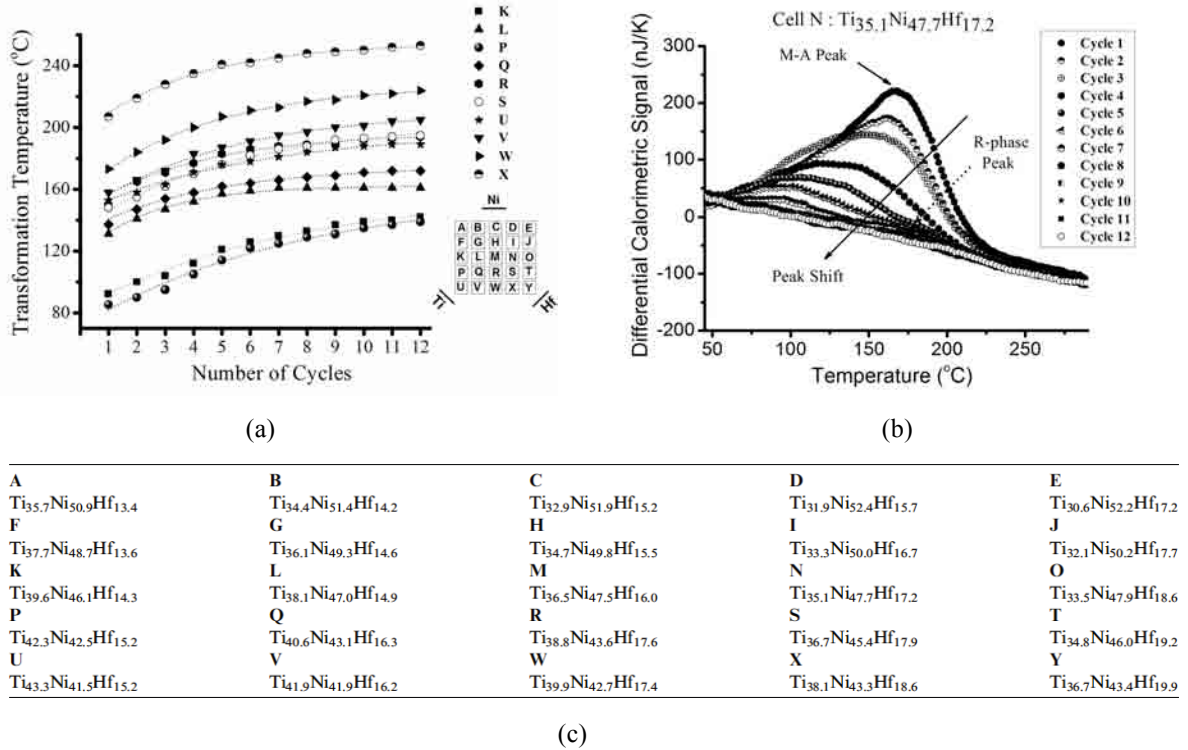 K
L
P
Q
R
S
U
V
W
X
Transformation Temperature (°C)
240
200
160
120
80
1 2 3 4 5 6 7 8 9 10 11 12
Number of Cycles
Ni
A B C D E
F G H I J
K L M N O
P Q R S T
U V W X Y
Ti
Hf
(a)
Cell N : Ti35.1Ni47.7Hf17.2
Differential Calorimetric Signal (nJ/K)
300
200
100
0
-100
-200
50 100 150 200 250
Temperature (°C)
M-A Peak
R-phase
Peak
Peak Shift
Cycle 1
Cycle 2
Cycle 3
Cycle 4
Cycle 5
Cycle 6
Cycle 7
Cycle 8
Cycle 9
Cycle 10
Cycle 11
Cycle 12
(b)
A B C D E
Ti35.7Ni50.9Hf13.4 Ti34.4Ni51.4Hf14.2 Ti32.9Ni51.9Hf15.2 Ti31.9Ni52.4Hf15.7 Ti30.6Ni52.2Hf17.2
F G H I J
Ti37.7Ni48.7Hf13.6 Ti36.1Ni49.3Hf14.6 Ti34.7Ni49.8Hf15.5 Ti33.3Ni50.0Hf16.7 Ti32.1Ni50.2Hf17.7
K L M N O
Ti39.6Ni46.1Hf14.3 Ti38.1Ni47.0Hf14.9 Ti36.5Ni47.5Hf16.0 Ti35.1Ni47.7Hf17.2 Ti33.5Ni47.9Hf18.6
P Q R S T
Ti42.3Ni42.5Hf15.2 Ti40.6Ni43.1Hf16.3 Ti38.8Ni43.6Hf17.6 Ti36.7Ni45.4Hf17.9 Ti34.8Ni46.0Hf19.2
U V W X Y
Ti43.3Ni41.5Hf15.2 Ti41.9Ni41.9Hf16.2 Ti39.9Ni42.7Hf17.4 Ti38.1Ni43.3Hf18.6 Ti36.7Ni43.4Hf19.9
(c)